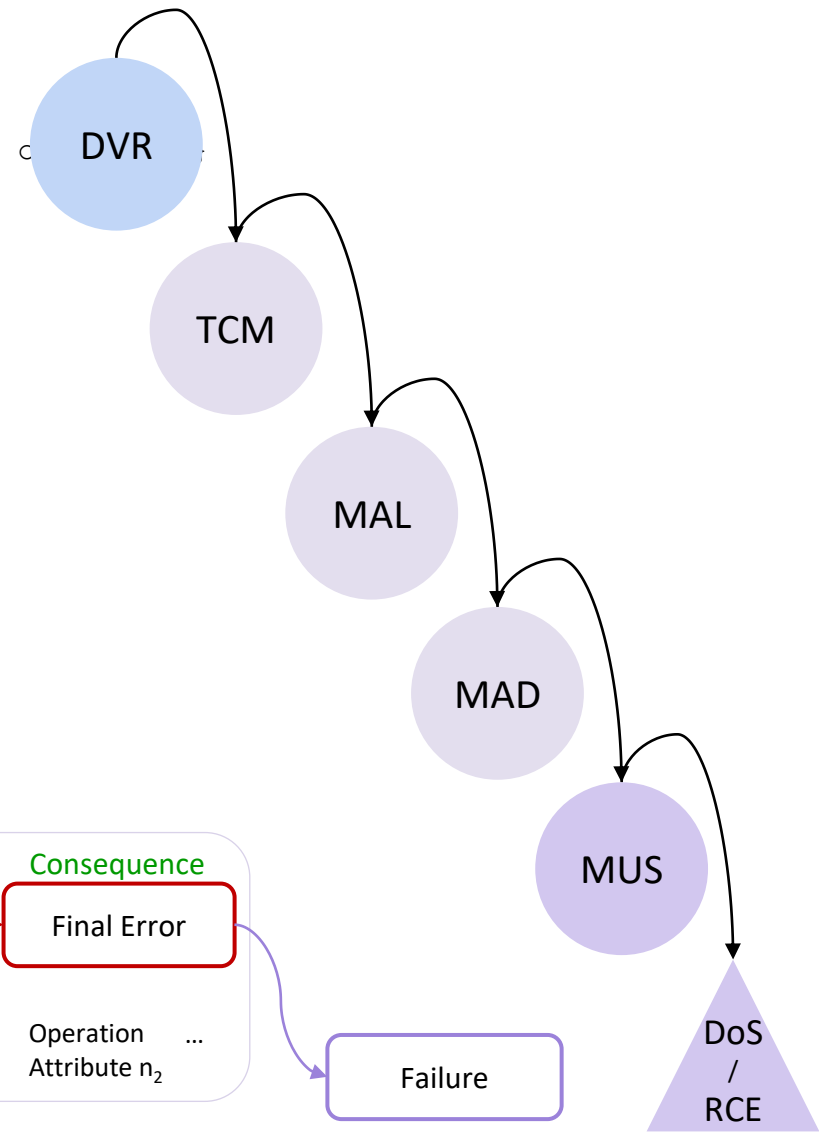 DVR
TCM
MAL
MAD
MUS
Consequence
Final Error
Operation ...
Attribute n₂
Failure
DoS
/
RCE